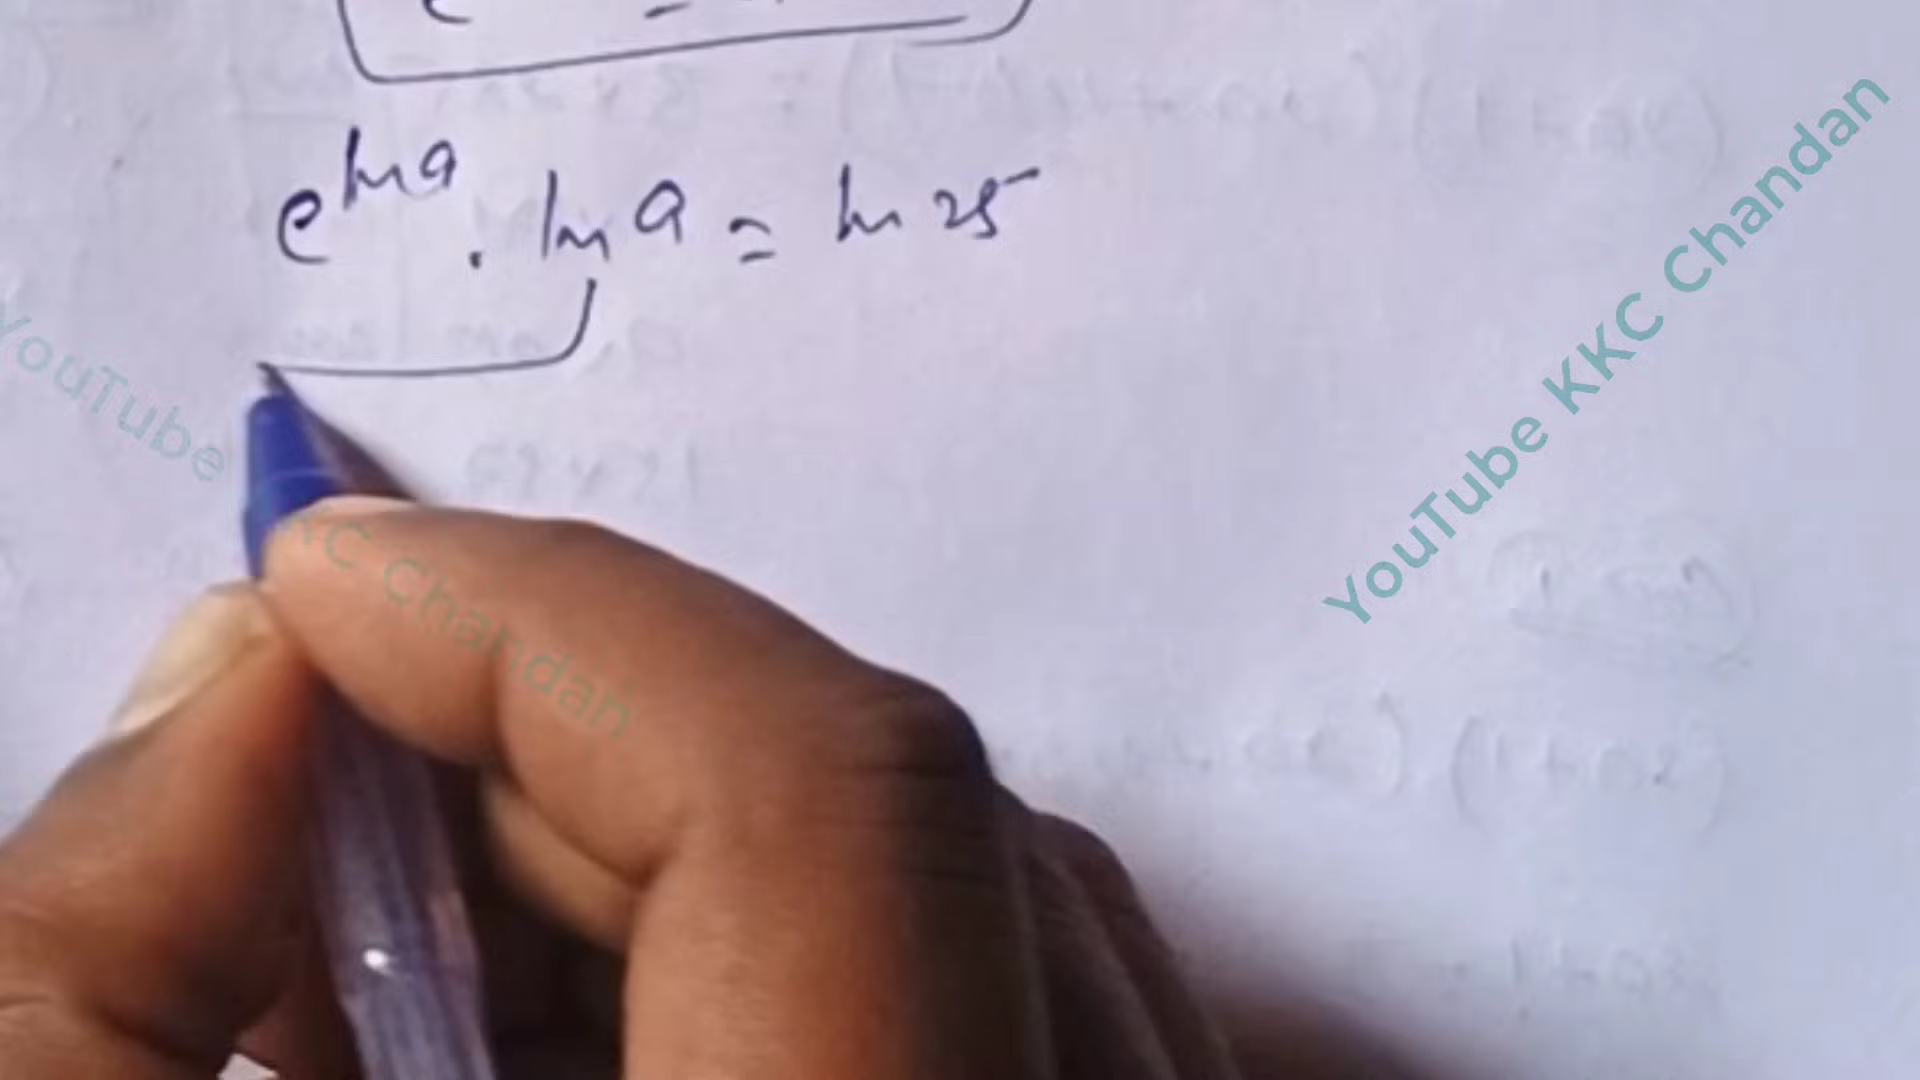 e^{ln a} . ln a = ln 25
YouTube KKC Chandan
YouTube KKC Chandan